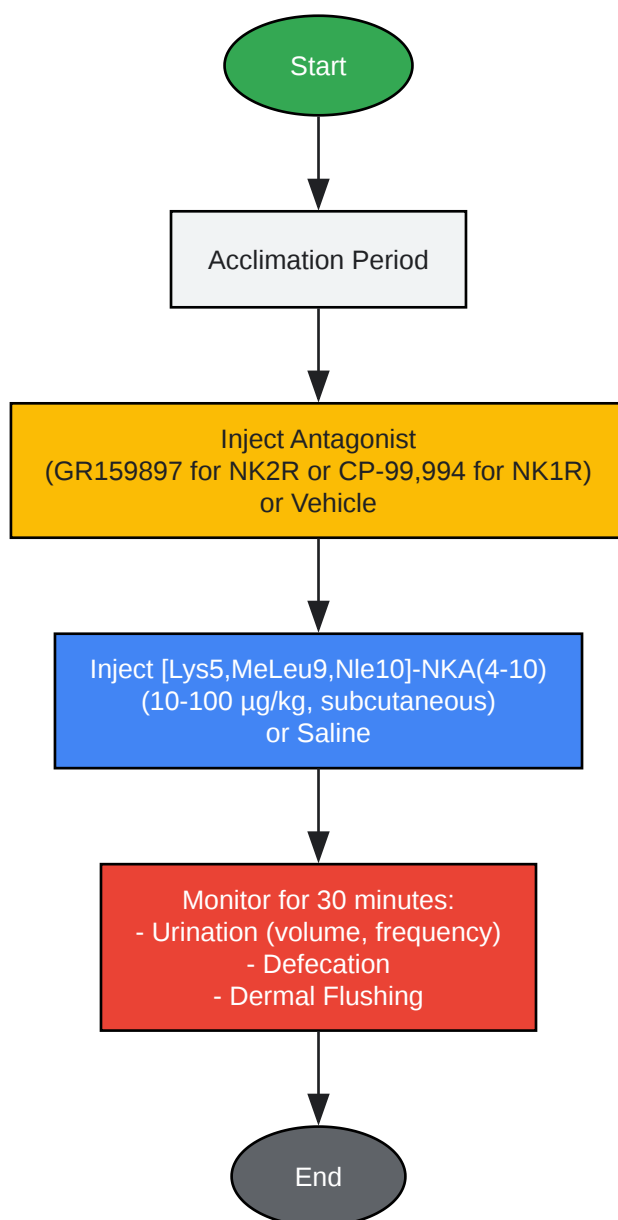 Start
Acclimation Period
Inject Antagonist
(GR159897 for NK2R or CP-99,994 for NK1R)
or Vehicle
Inject [Lys5,MeLeu9,Nle10]-NKA(4-10)
(10-100 µg/kg, subcutaneous)
or Saline
Monitor for 30 minutes:
- Urination (volume, frequency)
- Defecation
- Dermal Flushing
End